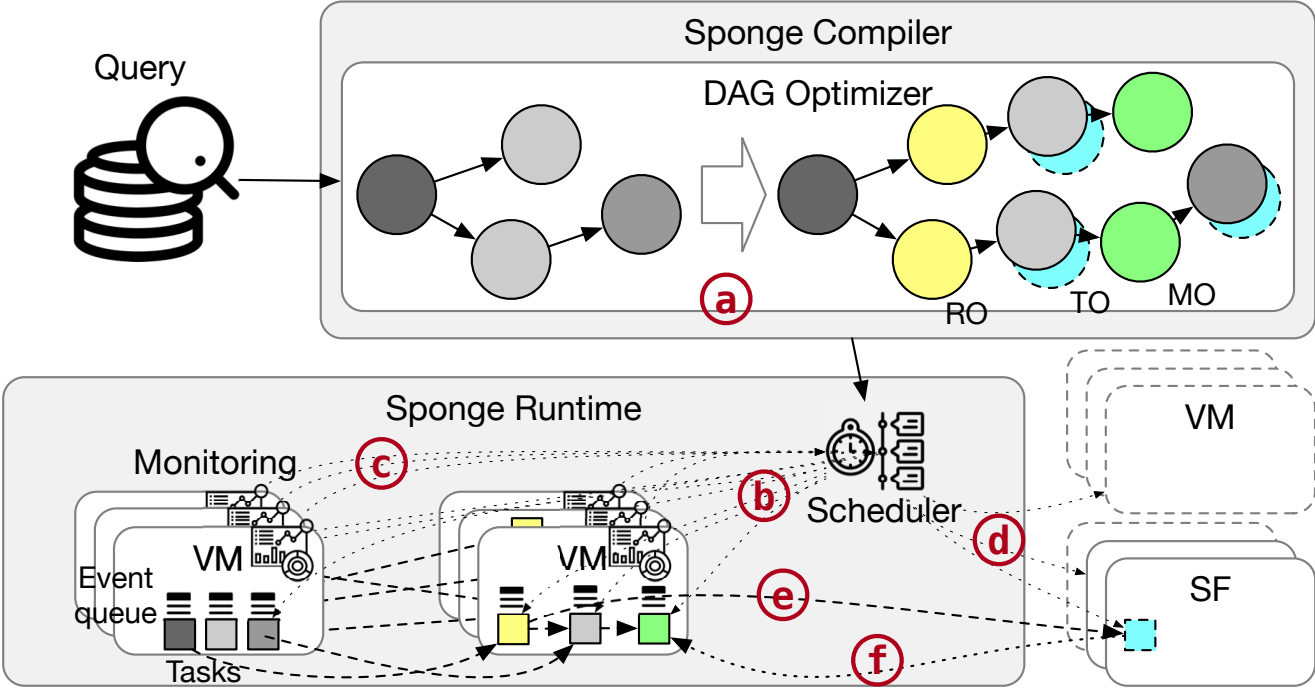 Sponge Compiler
Query
DAG Optimizer
a
RO
TO
MO
Sponge Runtime
VM
Monitoring
c
b
Scheduler
d
VM
VM
Event
queue
e
SF
Tasks
f